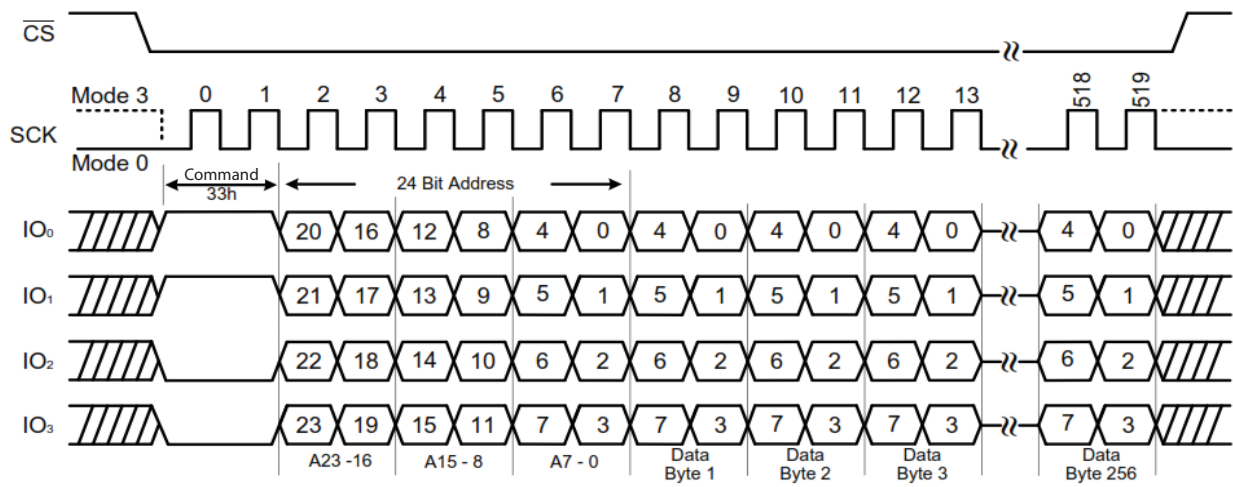 CS
Mode 3 0 1 2 3 4 5 6 7 8 9 10 11 12 13 518 519
SCK
Mode 0
Command
33h
24 Bit Address
IO₀ 20 16 12 8 4 0 4 0 4 0 4 0 4 0
IO₁ 21 17 13 9 5 1 5 1 5 1 5 1 5 1
IO₂ 22 18 14 10 6 2 6 2 6 2 6 2 6 2
IO₃ 23 19 15 11 7 3 7 3 7 3 7 3 7 3
A23 -16 A15 - 8 A7 - 0 Data Data Data Data
Byte 1 Byte 2 Byte 3 Byte 256